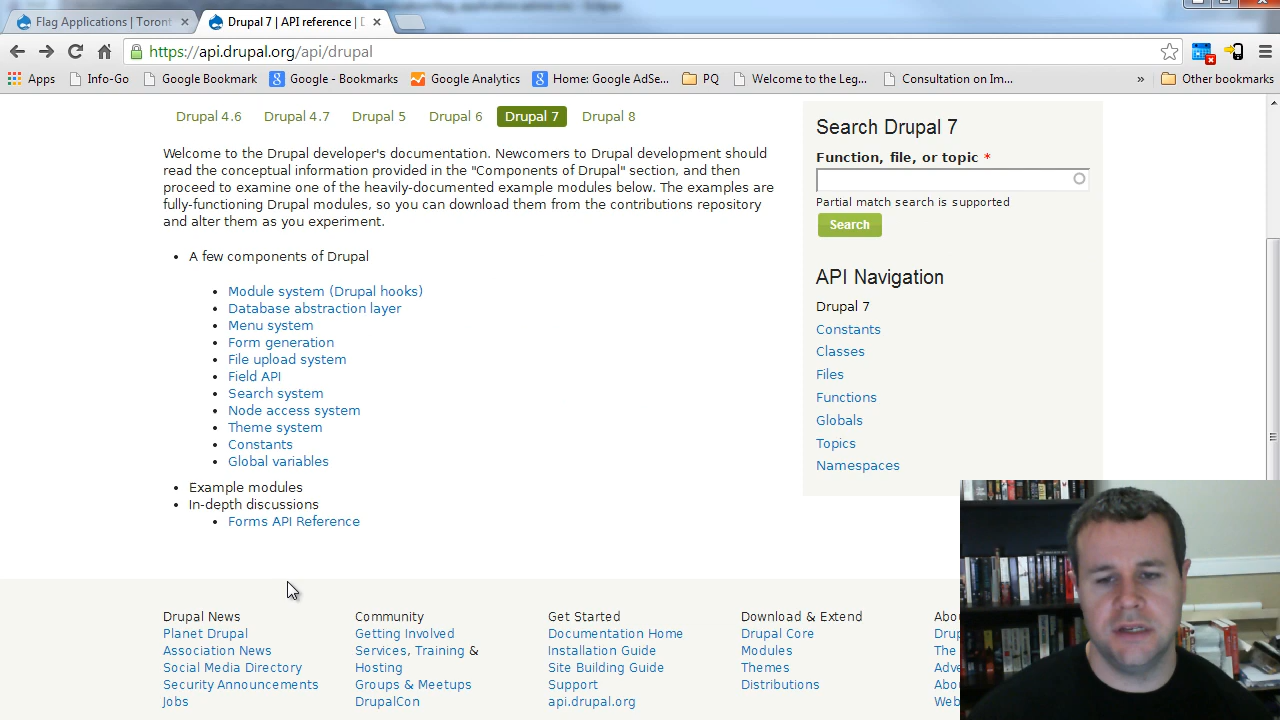 Flag Applications | Toront
Drupal 7 | API reference |
https://api.drupal.org/api/drupal
Apps
Info-Go
Google Bookmark
Google - Bookmarks
Google Analytics
Home: Google AdSe...
PQ
Welcome to the Leg...
Consultation on Im...
»
Other bookmarks
Drupal 4.6
Drupal 4.7
Drupal 5
Drupal 6
Drupal 7
Drupal 8
Welcome to the Drupal developer's documentation. Newcomers to Drupal development should
read the conceptual information provided in the "Components of Drupal" section, and then
proceed to examine one of the heavily-documented example modules below. The examples are
fully-functioning Drupal modules, so you can download them from the contributions repository
and alter them as you experiment.
A few components of Drupal
Module system (Drupal hooks)
Database abstraction layer
Menu system
Form generation
File upload system
Field API
Search system
Node access system
Theme system
Constants
Global variables
Example modules
In-depth discussions
Forms API Reference
Search Drupal 7
Function, file, or topic *
Partial match search is supported
Search
API Navigation
Drupal 7
Constants
Classes
Files
Functions
Globals
Topics
Namespaces
Drupal News
Planet Drupal
Association News
Social Media Directory
Security Announcements
Jobs
Community
Getting Involved
Services, Training &
Hosting
Groups & Meetups
DrupalCon
Get Started
Documentation Home
Installation Guide
Site Building Guide
Support
api.drupal.org
Download & Extend
Drupal Core
Modules
Themes
Distributions
Abo
Drup
The
Adve
Abou
Web